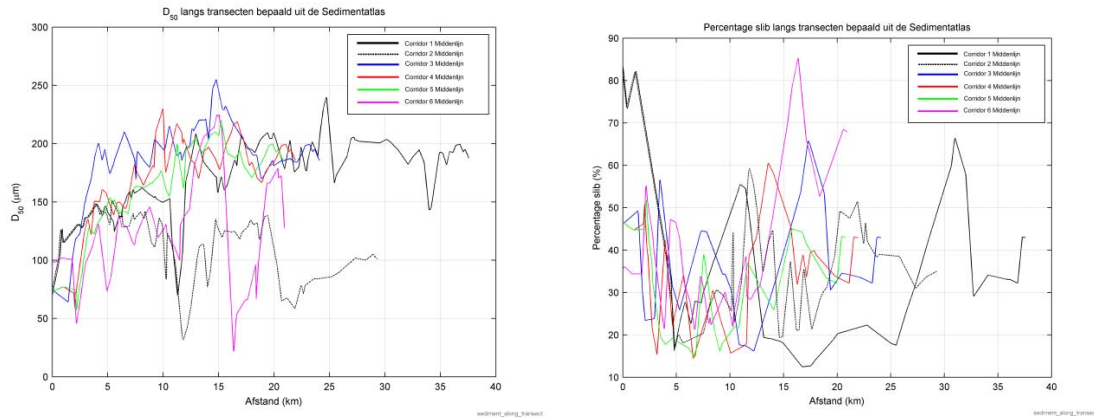 D50 langs transecten bepaald uit de Sedimentatlas
300
250
200
150
100
50
0
D50 (μm)
0 5 10 15 20 25 30 35 40
Afstand (km)
Corridor 1 Middenlijn
Corridor 2 Middenlijn
Corridor 3 Middenlijn
Corridor 4 Middenlijn
Corridor 5 Middenlijn
Corridor 6 Middenlijn
sediment_along_transect
Percentage slib langs transecten bepaald uit de Sedimentatlas
90
80
70
60
50
40
30
20
10
Percentage slib (%)
0 5 10 15 20 25 30 35 40
Afstand (km)
Corridor 1 Middenlijn
Corridor 2 Middenlijn
Corridor 3 Middenlijn
Corridor 4 Middenlijn
Corridor 5 Middenlijn
Corridor 6 Middenlijn
sediment_along_transect